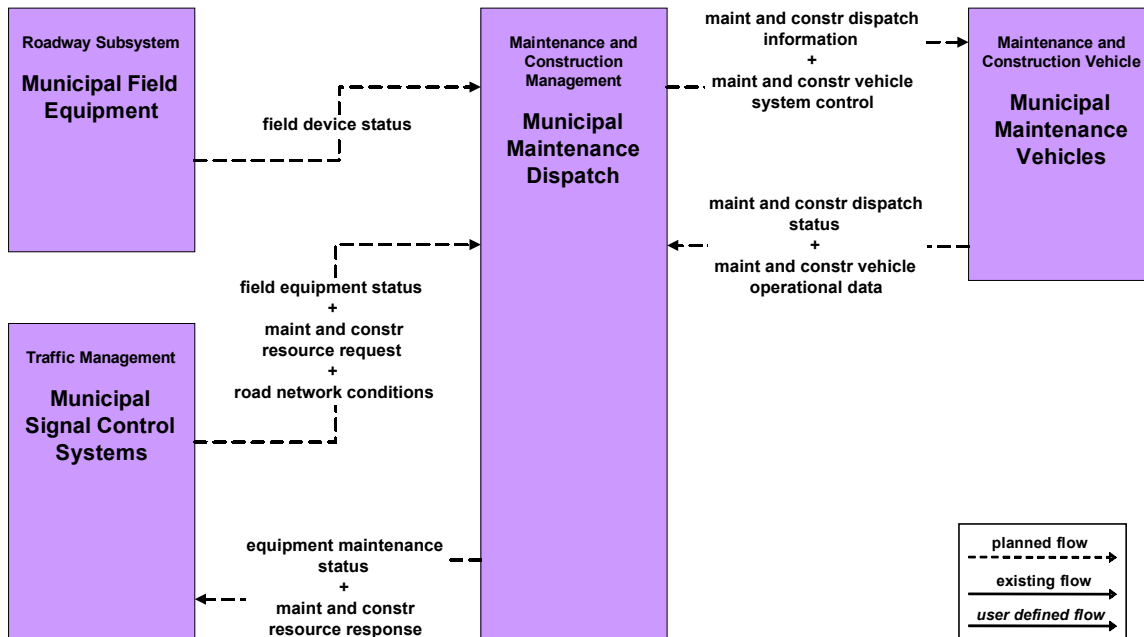 Roadway Subsystem
Municipal Field
Equipment
field device status
Maintenance and
Construction
Management
Municipal
Maintenance
Dispatch
maint and constr dispatch
information
+
maint and constr vehicle
system control
Maintenance and
Construction Vehicle
Municipal
Maintenance
Vehicles
maint and constr dispatch
status
+
maint and constr vehicle
operational data
field equipment status
+
maint and constr
resource request
+
road network conditions
Traffic Management
Municipal
Signal Control
Systems
equipment maintenance
status
+
maint and constr
resource response
planned flow
existing flow
user defined flow